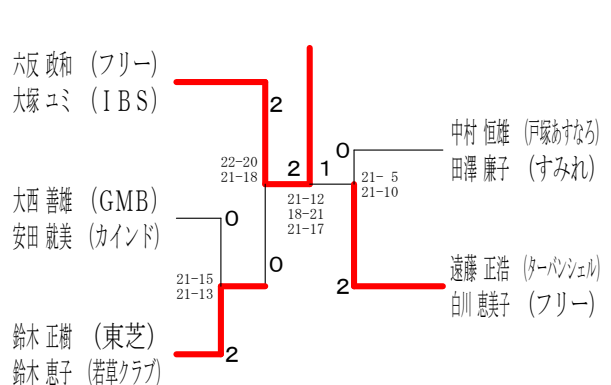 六反 政和 (フリー)
大塚 ユミ (ＩＢＳ)
2
22-20
21-18
大西 善雄 (GMB)
安田 就美 (カインド)
0
21-15
21-13
0
鈴木 正樹 (東芝)
鈴木 恵子 (若草クラブ)
2
2 1
21-12
18-21
21-17
0
中村 恒雄 (戸塚あすなろ)
田澤 廉子 (すみれ)
21- 5
21-10
2
遠藤 正浩 (ターバンシェル)
白川 恵美子 (フリー)